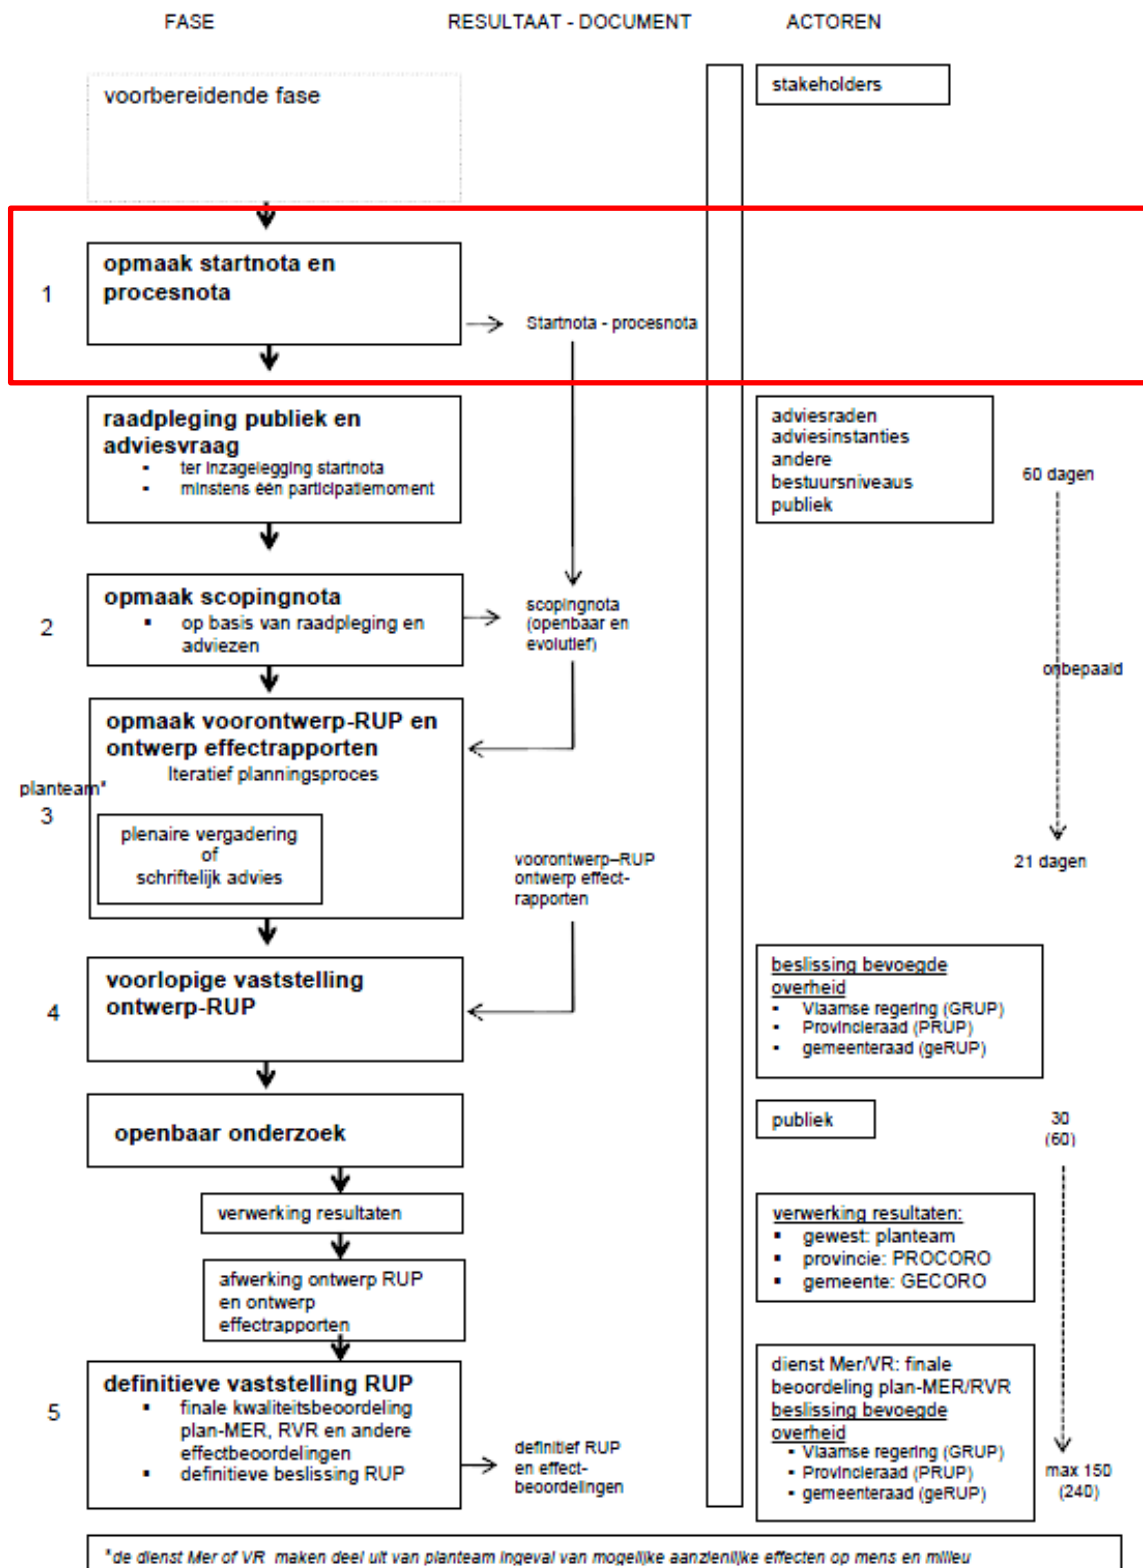 FASE
RESULTAAT - DOCUMENT
ACTOREN
voorbereidende fase
stakeholders
1
opmaak startnota en
procesnota
Startnota - procesnota
raadpleging publiek en
adviesvraag
▪ ter inzagelegging startnota
▪ minstens één participatiemoment
adviesraden
adviesinstanties
andere
bestuursniveaus
publiek
60 dagen
2
opmaak scopingnota
▪ op basis van raadpleging en
adviezen
scopingnota
(openbaar en
evolutief)
onbepaald
opmaak voorontwerp-RUP en
ontwerp effectrapporten
Iteratief planningsproces
planteam*
3
plenaire vergadering
of
schriftelijk advies
voorontwerp–RUP
ontwerp effect-
rapporten
21 dagen
4
voorlopige vaststelling
ontwerp-RUP
beslissing bevoegde
overheid
▪ Vlaamse regering (GRUP)
▪ Provincieraad (PRUP)
▪ gemeenteraad (geRUP)
openbaar onderzoek
publiek
30
(60)
verwerking resultaten
verwerking resultaten:
▪ gewest: planteam
▪ provincie: PROCORO
▪ gemeente: GECORO
afwerking ontwerp RUP
en ontwerp
effectrapporten
5
definitieve vaststelling RUP
▪ finale kwaliteitsbeoordeling
plan-MER, RVR en andere
effectbeoordelingen
▪ definitieve beslissing RUP
definitief RUP
en effect-
beoordelingen
dienst Mer/VR: finale
beoordeling plan-MER/RVR
beslissing bevoegde
overheid
▪ Vlaamse regering (GRUP)
▪ Provincieraad (PRUP)
▪ gemeenteraad (geRUP)
max 150
(240)
*de dienst Mer of VR maken deel uit van planteam ingeval van mogelijke aanzienlijke effecten op mens en milieu